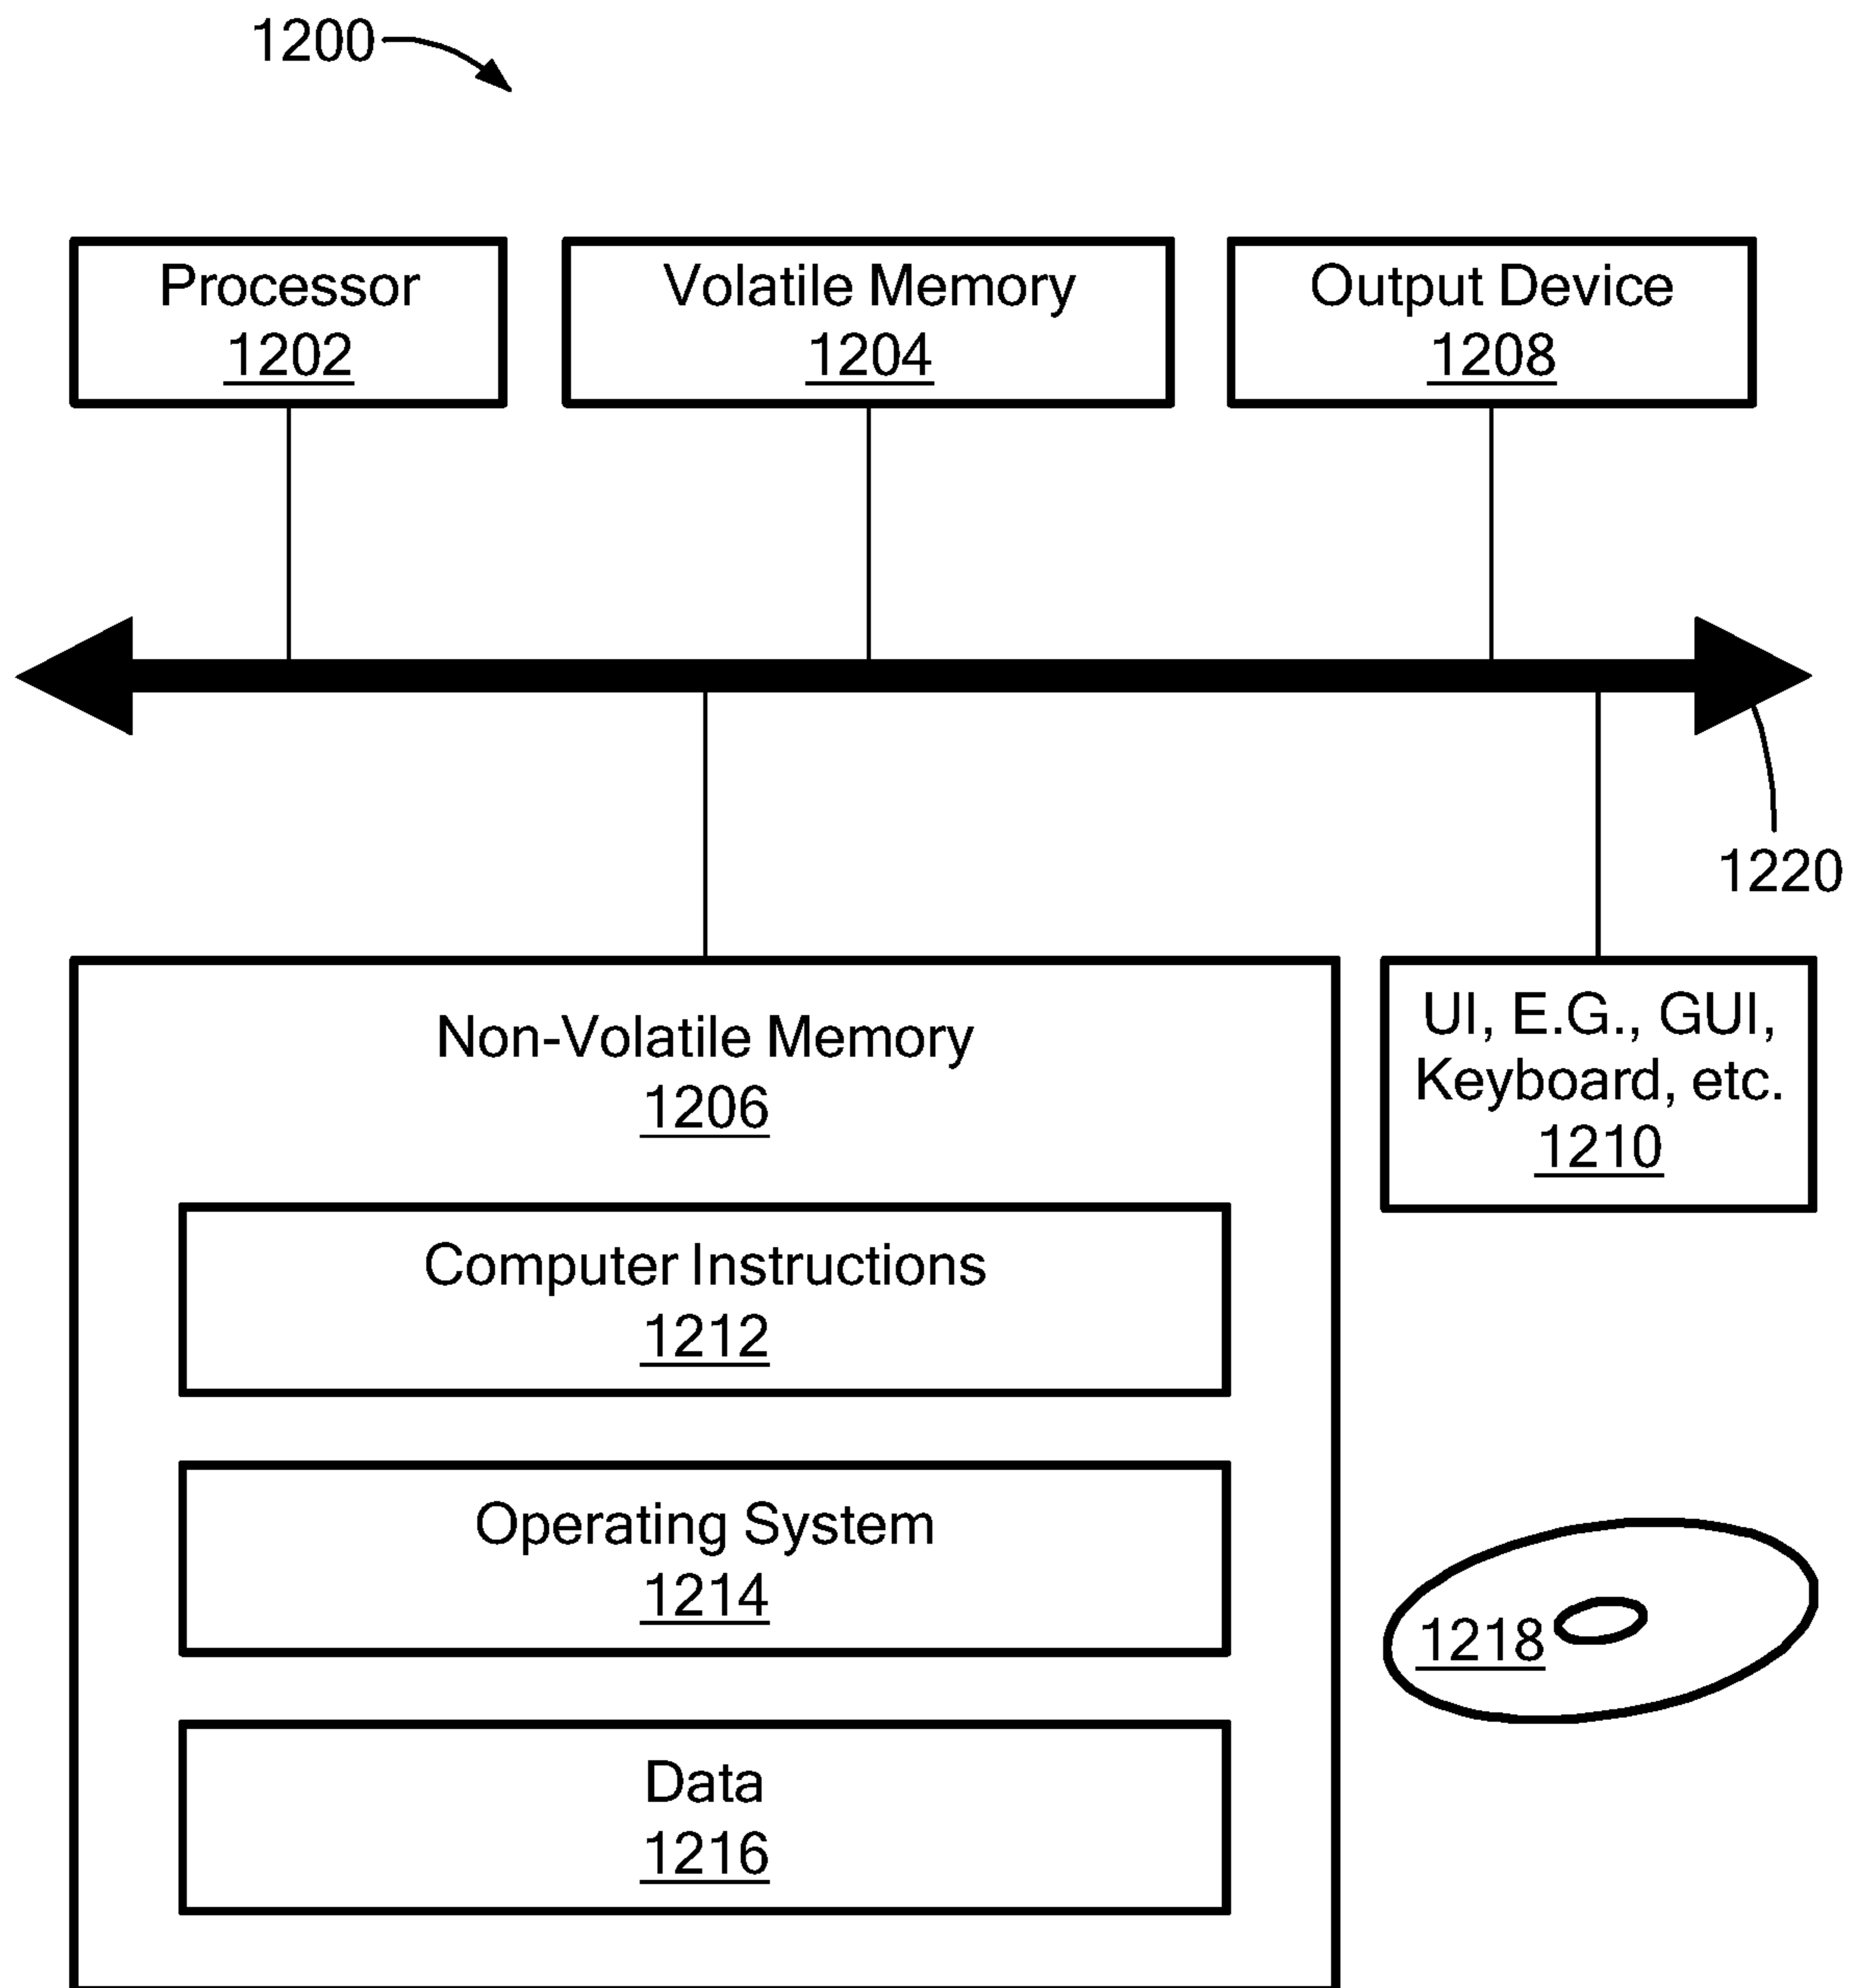 1200
Processor
1202
Volatile Memory
1204
Output Device
1208
1220
Non-Volatile Memory
1206
UI, E.G., GUI,
Keyboard, etc.
1210
Computer Instructions
1212
Operating System
1214
1218
Data
1216